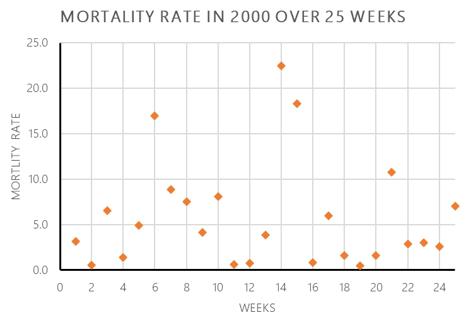 MORTALITY RATE IN 2000 OVER 25 WEEKS
25.0
20.0
15.0
10.0
5.0
0.0
MORTLITY RATE
0 2 4 6 8 10 12 14 16 18 20 22 24
WEEKS